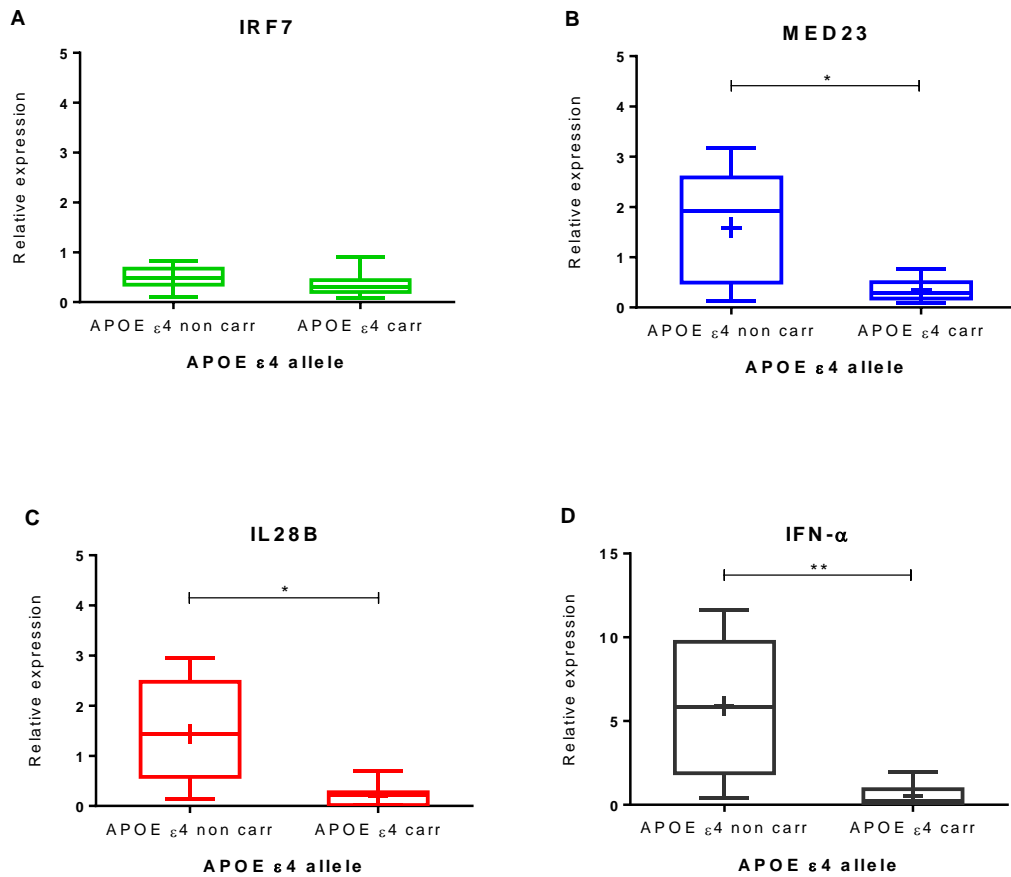 A
IRF7
5
4
3
2
1
0
Relative expression
APOE ε4 non carr
APOE ε4 carr
APOE ε4 allele
B
MED23
*
5
4
3
2
1
0
Relative expression
APOE ε4 non carr
APOE ε4 carr
APOE ε4 allele
C
IL28B
*
5
4
3
2
1
0
Relative expression
APOE ε4 non carr
APOE ε4 carr
APOE ε4 allele
D
IFN-α
**
15
10
5
0
Relative expression
APOE ε4 non carr
APOE ε4 carr
APOE ε4 allele